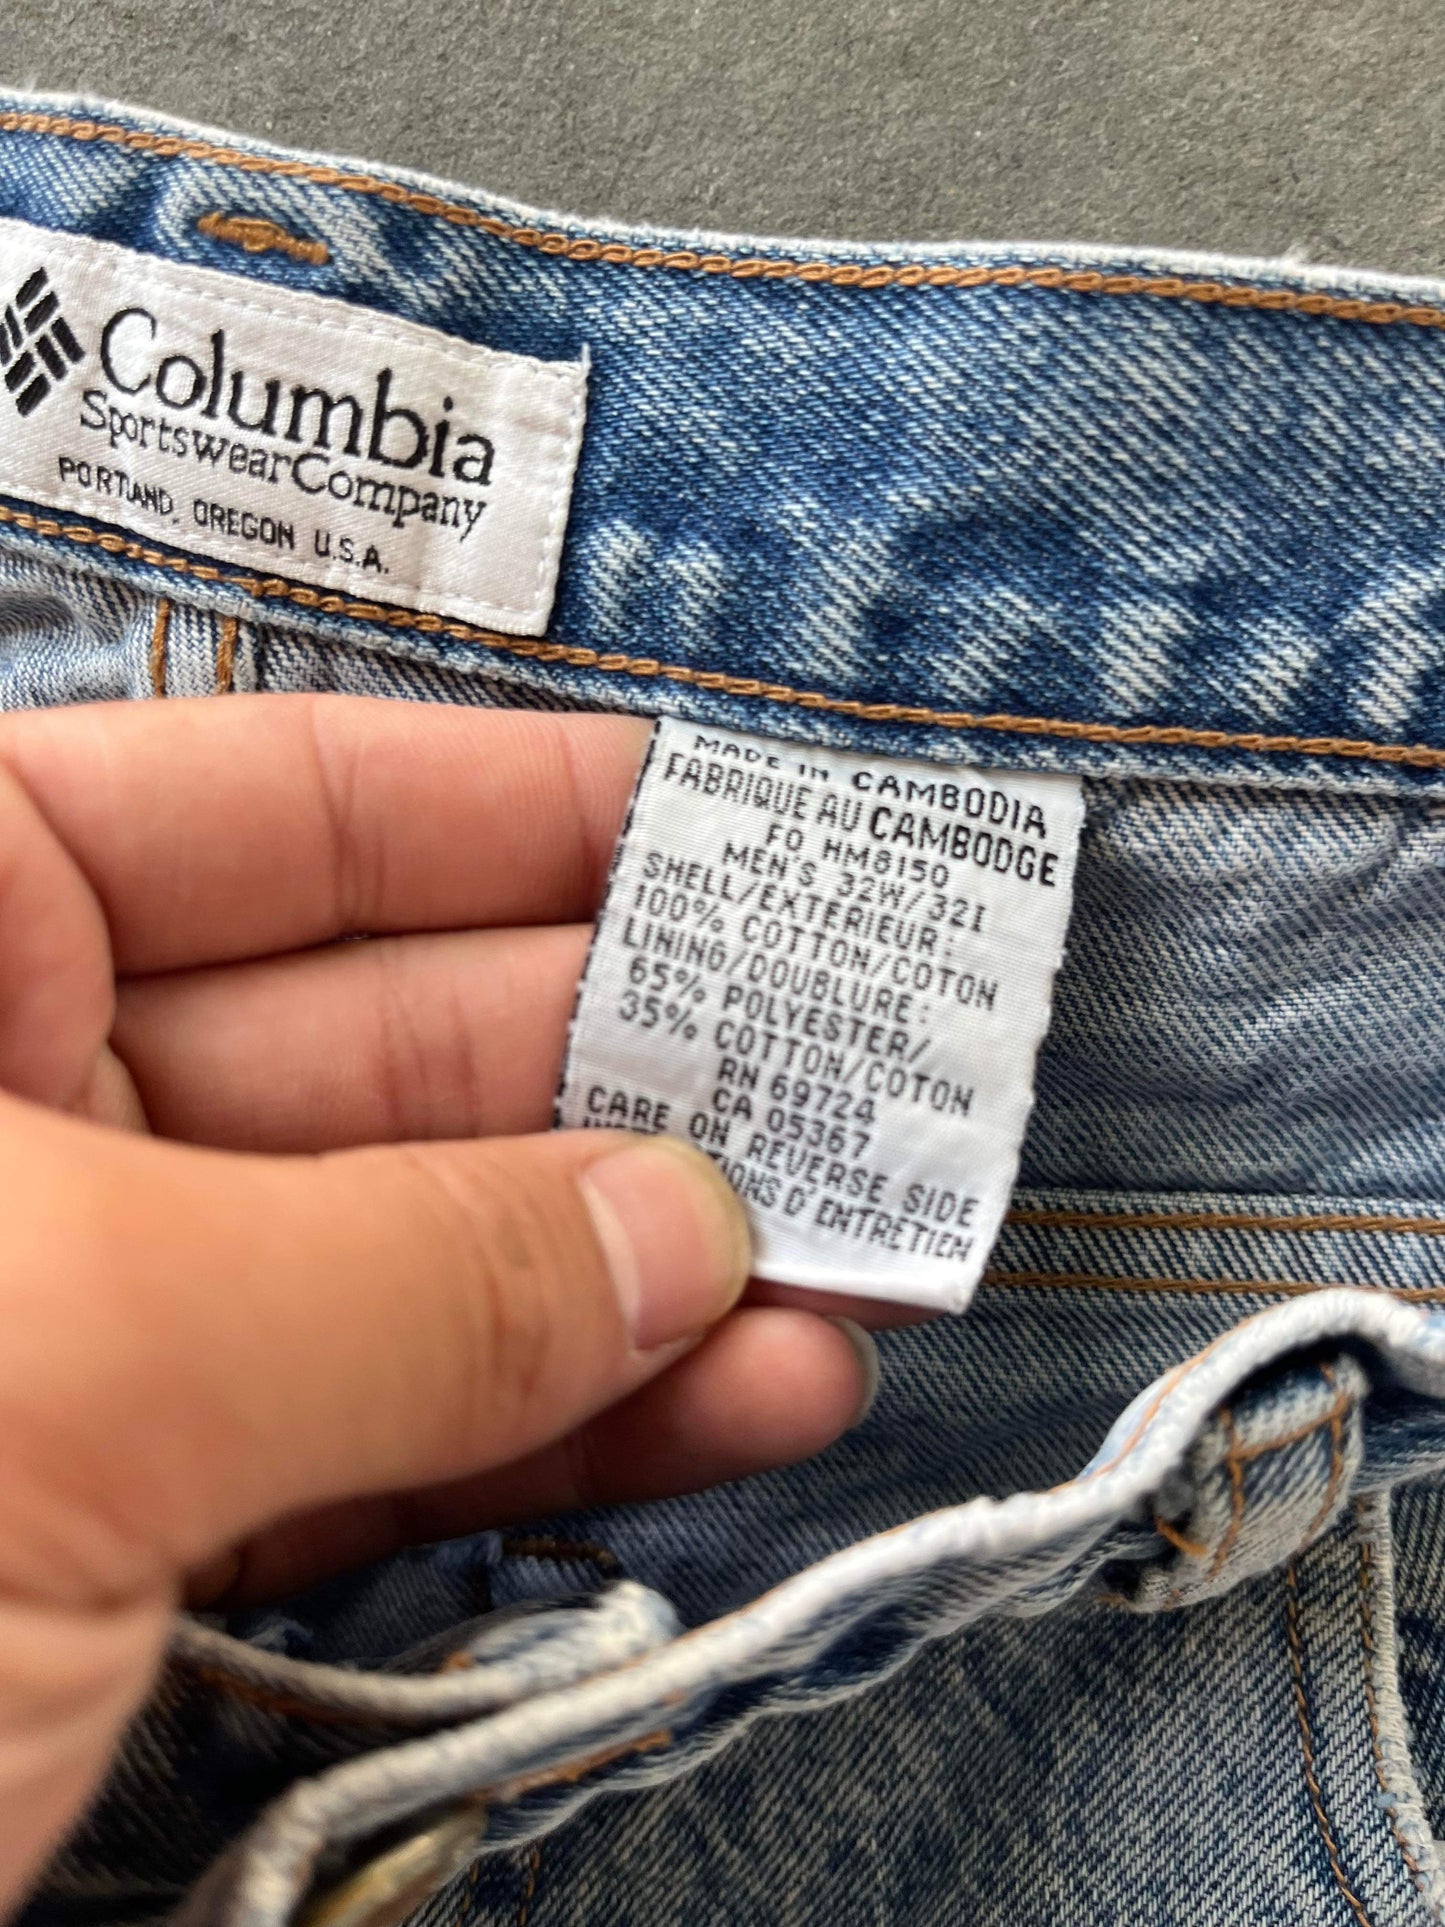 Columbia
Sportswear Company
PORTLAND, OREGON U.S.A.
MADE IN CAMBODIA
FABRIQUE AU CAMBODGE
FO HM8150
MEN'S 32W/32I
SHELL/EXTERIEUR:
100% COTTON/COTON
LINING/DOUBLURE:
65% POLYESTER/
35% COTTON/COTON
RN 69724
CA 05367
CARE ON REVERSE SIDE
D'ENTRETIEN